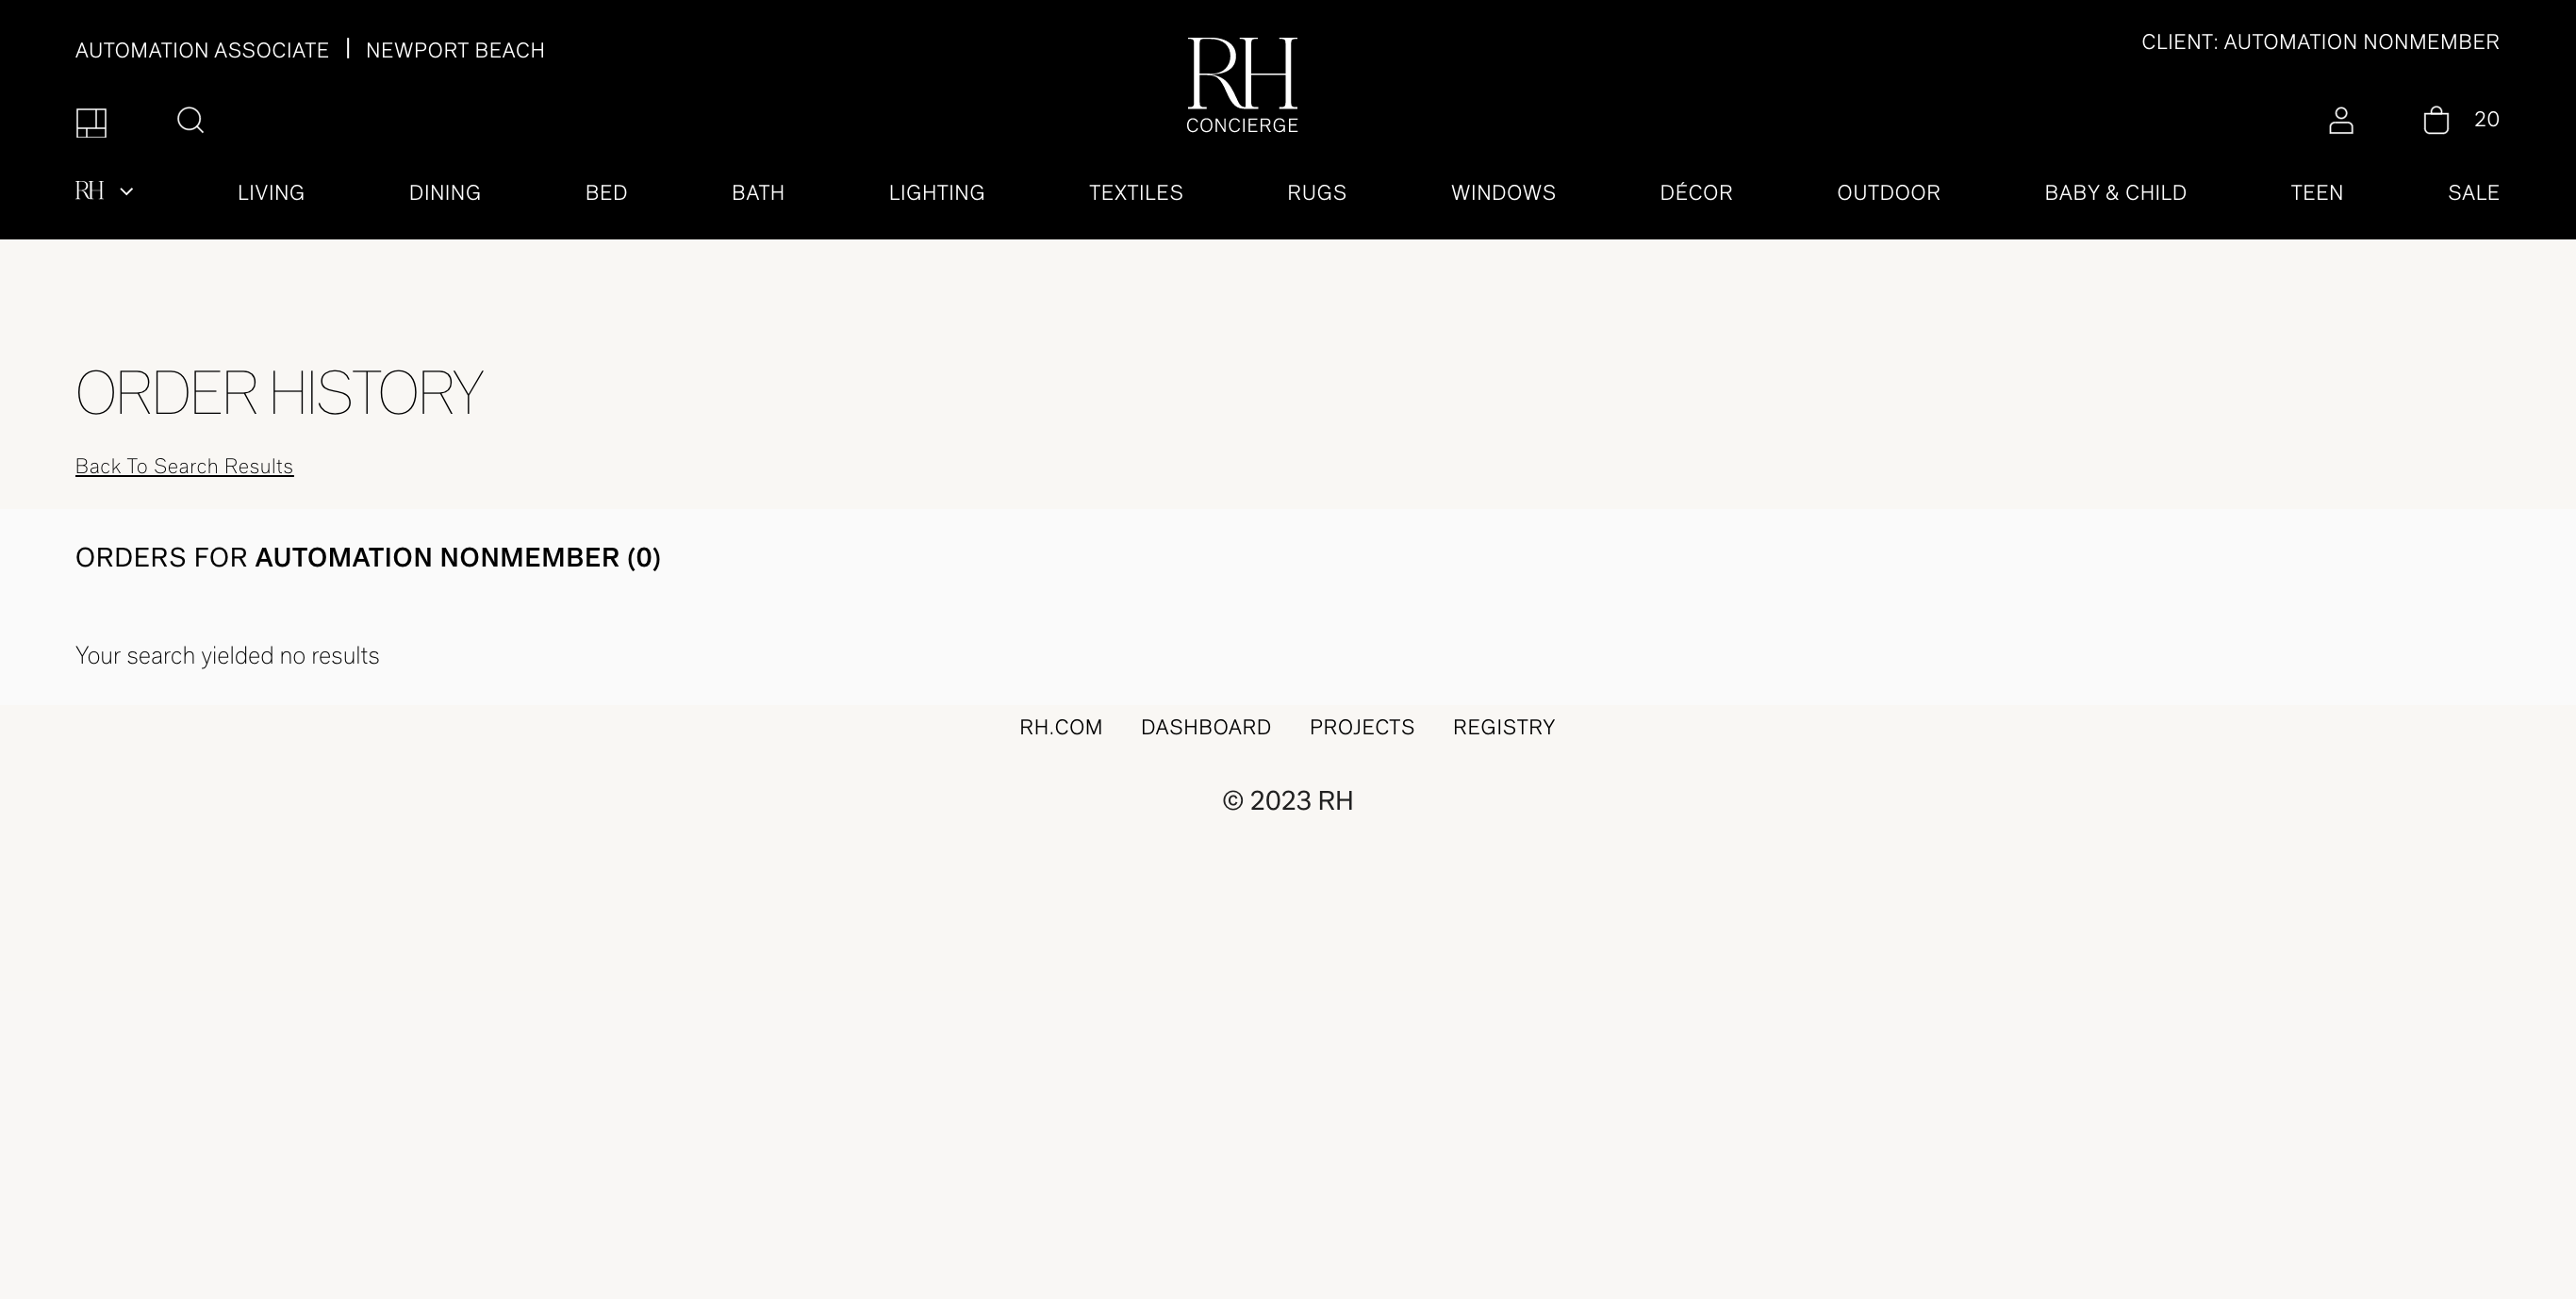 AUTOMATION ASSOCIATE | NEWPORT BEACH
RH
CONCIERGE
CLIENT: AUTOMATION NONMEMBER
20
RH LIVING DINING BED BATH LIGHTING TEXTILES RUGS WINDOWS DÉCOR OUTDOOR BABY & CHILD TEEN SALE
ORDER HISTORY
Back To Search Results
ORDERS FOR AUTOMATION NONMEMBER (0)
Your search yielded no results
RH.COM DASHBOARD PROJECTS REGISTRY
© 2023 RH